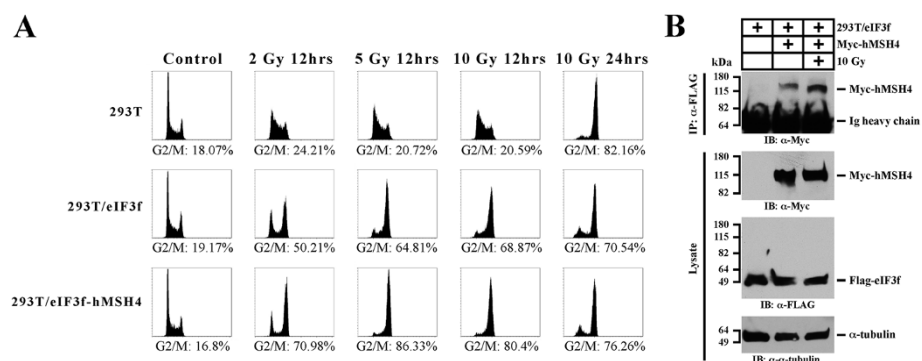 A
Control 2 Gy 12hrs 5 Gy 12hrs 10 Gy 12hrs 10 Gy 24hrs
293T
G2/M: 18.07% G2/M: 24.21% G2/M: 20.72% G2/M: 20.59% G2/M: 82.16%
293T/eIF3f
G2/M: 19.17% G2/M: 50.21% G2/M: 64.81% G2/M: 68.87% G2/M: 70.54%
293T/eIF3f-hMSH4
G2/M: 16.8% G2/M: 70.98% G2/M: 86.33% G2/M: 80.4% G2/M: 76.26%
B
+ + + 293T/eIF3f
+ + Myc-hMSH4
+ 10 Gy
kDa
IP: α-FLAG
180
115
82
64
Myc-hMSH4
Ig heavy chain
IB: α-Myc
Lysate
180
115
82
Myc-hMSH4
IB: α-Myc
180
115
82
64
49
Flag-eIF3f
IB: α-FLAG
64
49
α-tubulin
IB: α-α-tubulin